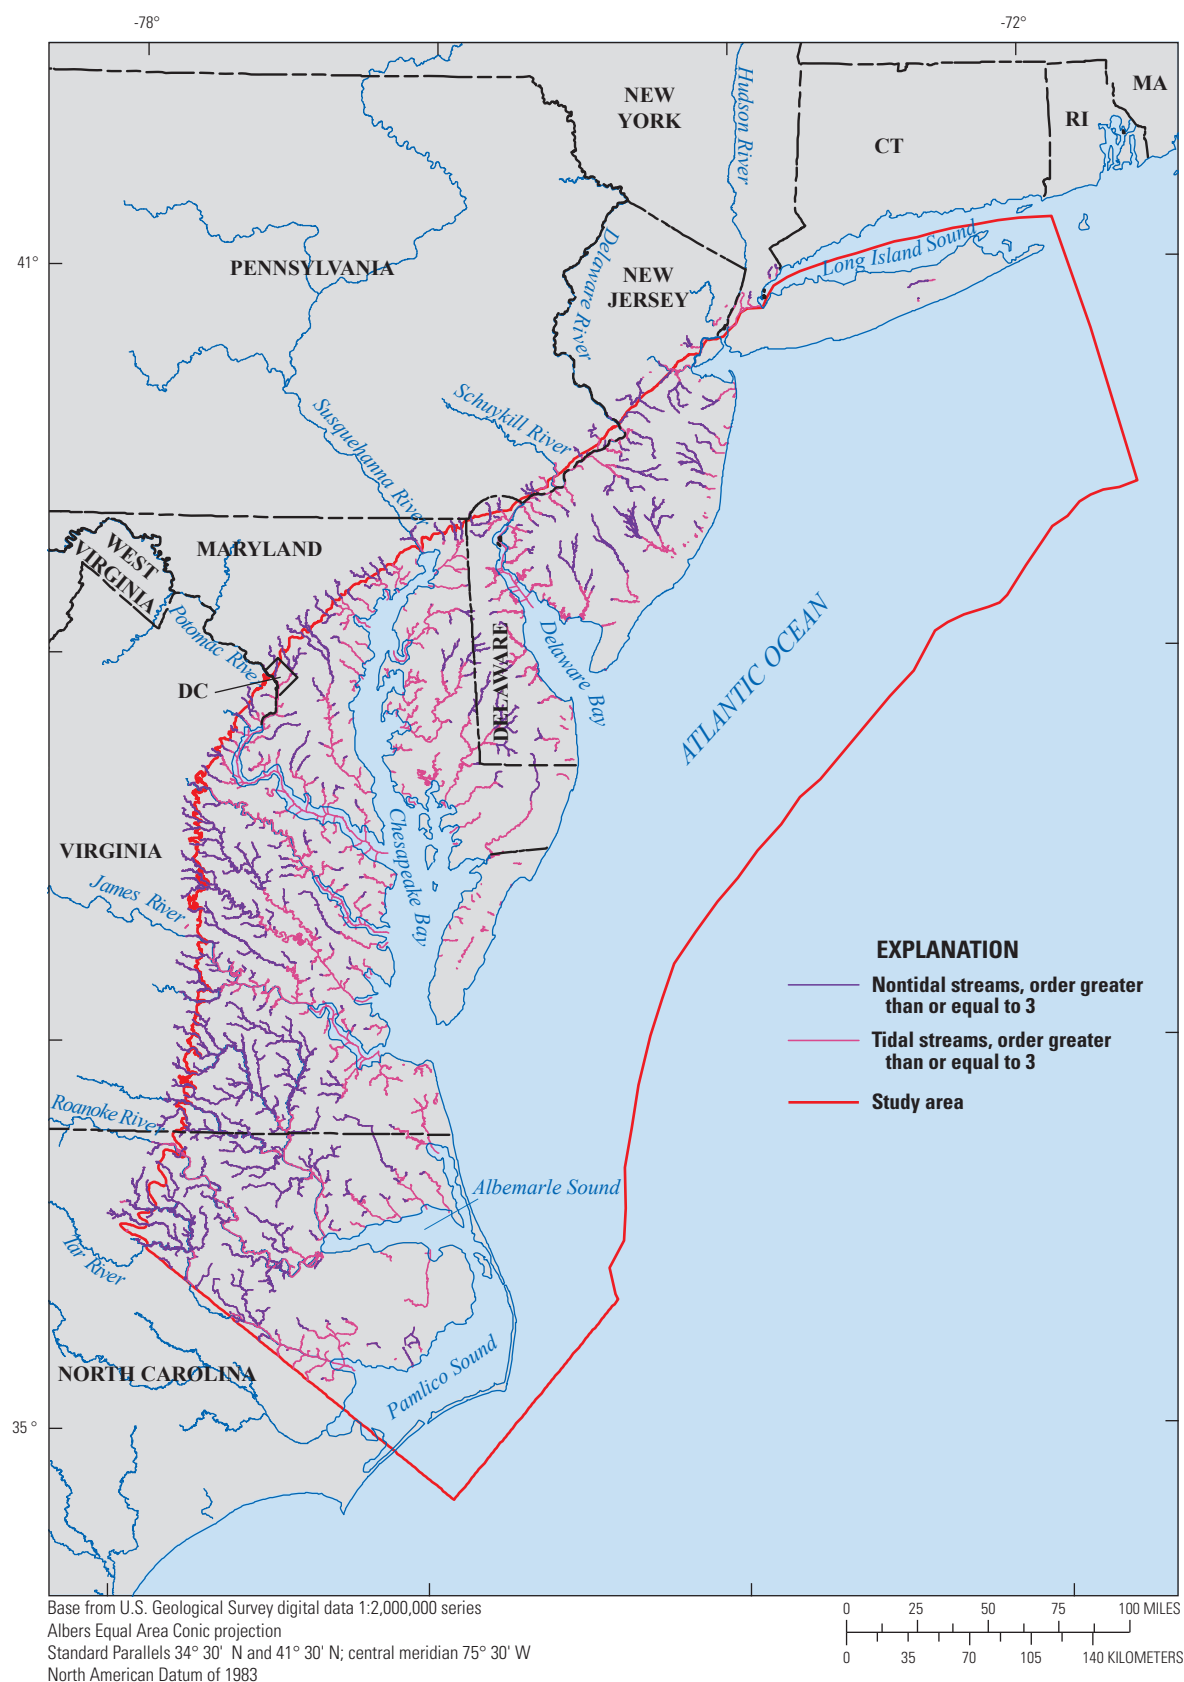 -78°
-72°
NEW
YORK
Hudson River
CT
RI
MA
41°
PENNSYLVANIA
Delaware River
NEW
JERSEY
Long Island Sound
Susquehanna River
Schuykill River
WEST
VIRGINIA
MARYLAND
Potomac Rive
DC
DELAWARE
Delaware Bay
ATLANTIC OCEAN
VIRGINIA
James River
Chesapeake Bay
EXPLANATION
Nontidal streams, order greater
than or equal to 3
Tidal streams, order greater
than or equal to 3
Study area
Roanoke River
Albemarle Sound
Tar River
NORTH CAROLINA
Pamlico Sound
35°
Base from U.S. Geological Survey digital data 1:2,000,000 series
Albers Equal Area Conic projection
Standard Parallels 34° 30' N and 41° 30' N; central meridian 75° 30' W
North American Datum of 1983
0 25 50 75 100 MILES
0 35 70 105 140 KILOMETERS